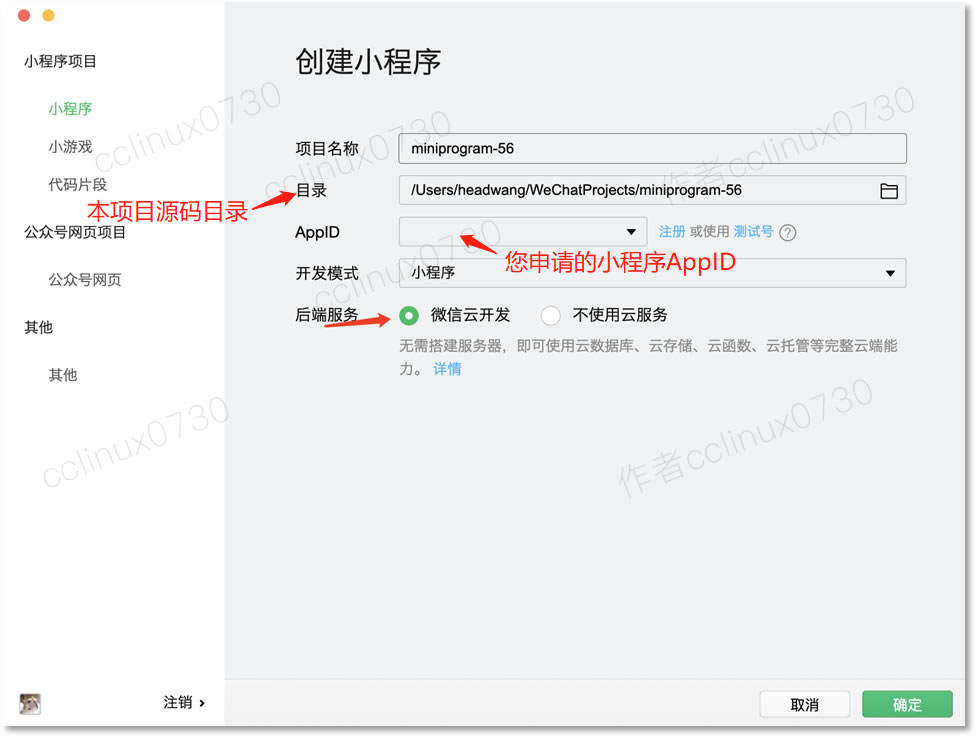 小程序项目
小程序
小游戏
代码片段
本项目源码目录
公众号网页项目
公众号网页
其他
其他
注销 ›
创建小程序
项目名称 miniprogram-56
目录 /Users/headwang/WeChatProjects/miniprogram-56
AppID 注册 或使用 测试号 ?
您申请的小程序AppID
开发模式 小程序
后端服务 微信云开发 不使用云服务
无需搭建服务器，即可使用云数据库、云存储、云函数、云托管等完整云端能
力。 详情
取消 确定
cclinux0730
cclinux0730
作者cclinux0730
cclinux0730
cclinux0730
作者cclinux0730